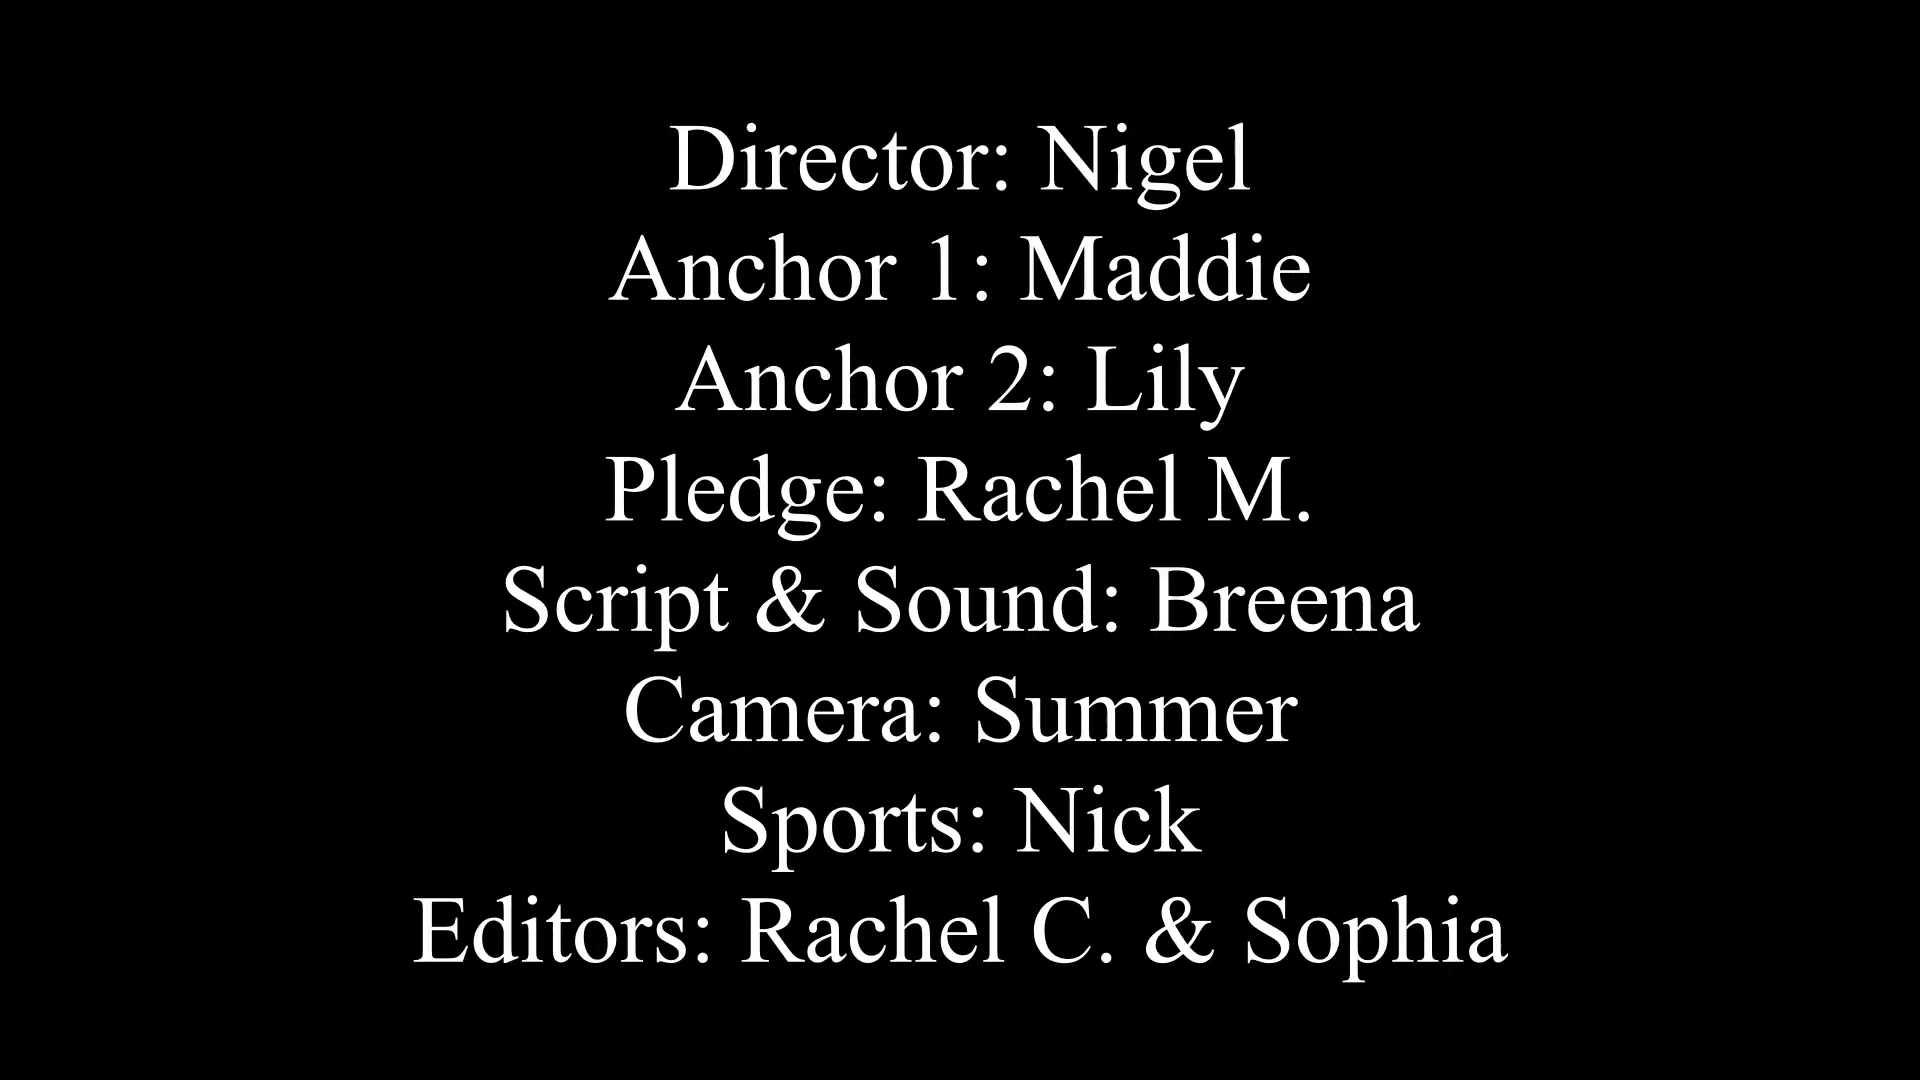 Director: Nigel
Anchor 1: Maddie
Anchor 2: Lily
Pledge: Rachel M.
Script & Sound: Breena
Camera: Summer
Sports: Nick
Editors: Rachel C. & Sophia